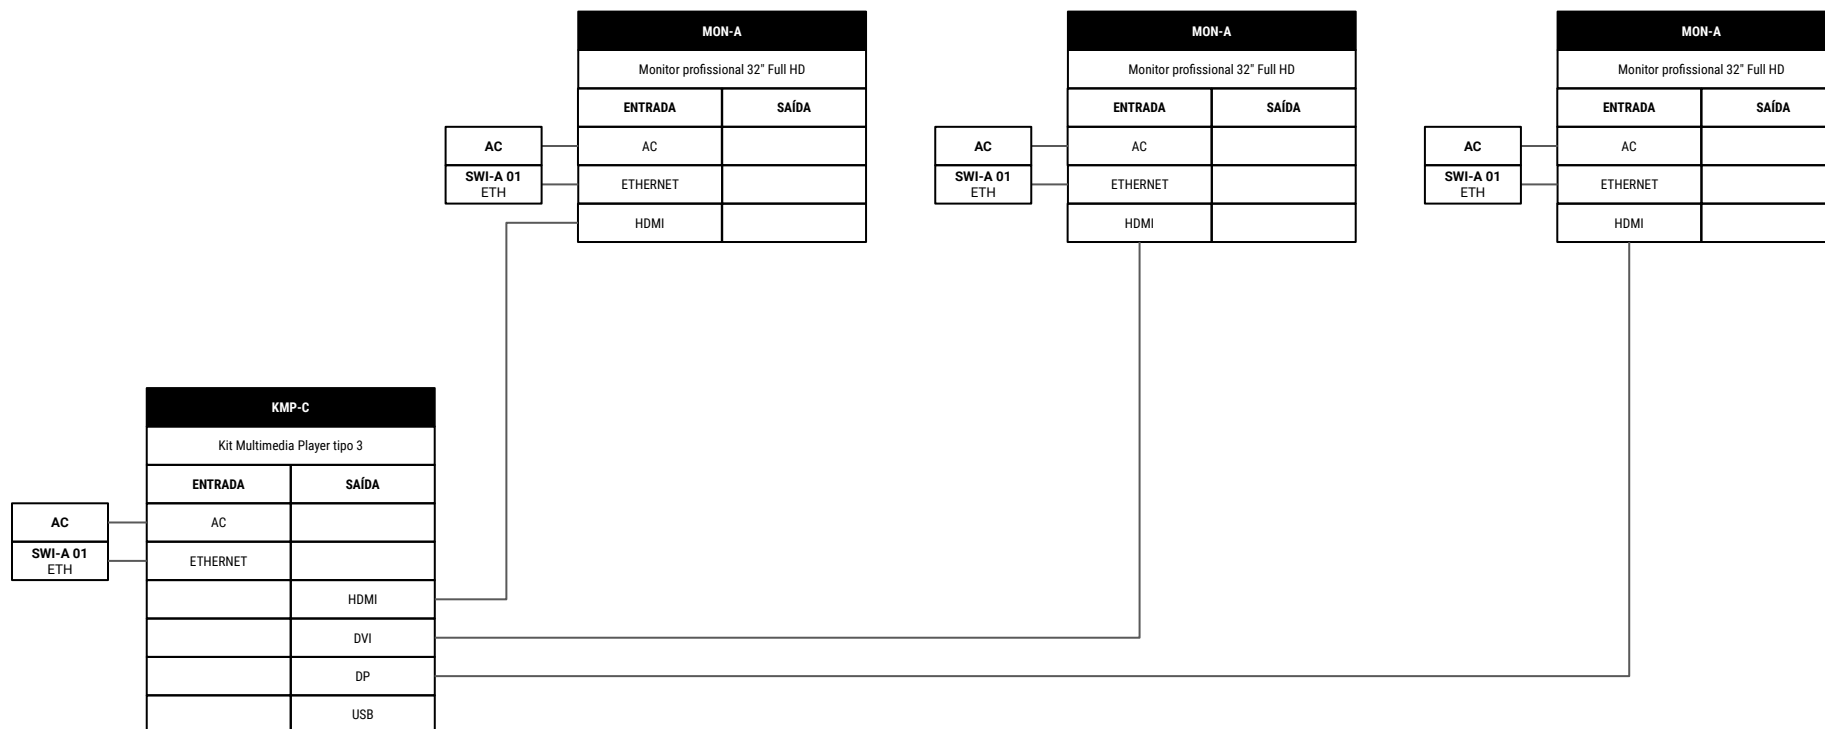 MON-A
Monitor profissional 32" Full HD
ENTRADA SAÍDA
AC
AC
SWI-A 01
ETH
ETHERNET
HDMI
MON-A
Monitor profissional 32" Full HD
ENTRADA SAÍDA
AC
AC
SWI-A 01
ETH
ETHERNET
HDMI
MON-A
Monitor profissional 32" Full HD
ENTRADA SAÍDA
AC
AC
SWI-A 01
ETH
ETHERNET
HDMI
KMP-C
Kit Multimedia Player tipo 3
ENTRADA SAÍDA
AC
AC
SWI-A 01
ETH
ETHERNET
HDMI
DVI
DP
USB